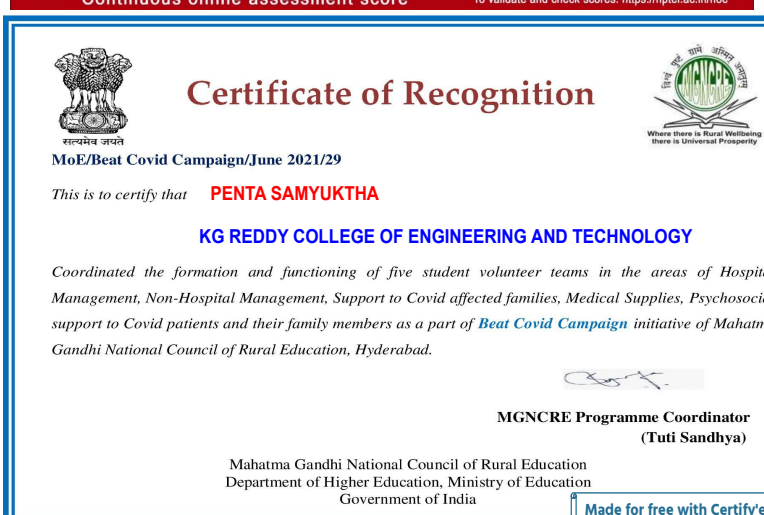 Continuous online assessment score
To validate and check scores: https://nptel.ac.in/noc
Certificate of Recognition
सत्यमेव जयते
MGNCRE
Where there is Rural Wellbeing
there is Universal Prosperity
MoE/Beat Covid Campaign/June 2021/29
This is to certify that PENTA SAMYUKTHA
KG REDDY COLLEGE OF ENGINEERING AND TECHNOLOGY
Coordinated the formation and functioning of five student volunteer teams in the areas of Hospita
Management, Non-Hospital Management, Support to Covid affected families, Medical Supplies, Psychosocia
support to Covid patients and their family members as a part of Beat Covid Campaign initiative of Mahatm
Gandhi National Council of Rural Education, Hyderabad.
MGNCRE Programme Coordinator
(Tuti Sandhya)
Mahatma Gandhi National Council of Rural Education
Department of Higher Education, Ministry of Education
Government of India
Made for free with Certify'e